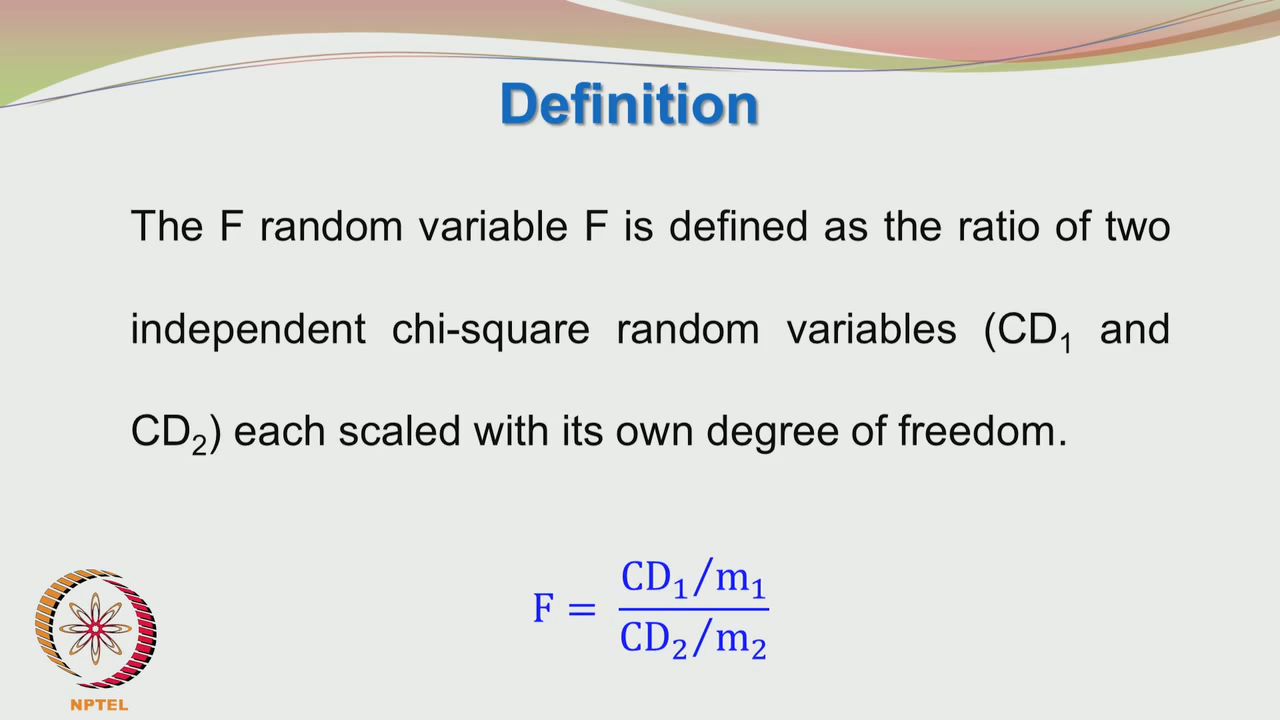 Definition
The F random variable F is defined as the ratio of two
independent chi-square random variables (CD₁ and
CD₂) each scaled with its own degree of freedom.
F = (CD₁/m₁)/(CD₂/m₂)
NPTEL